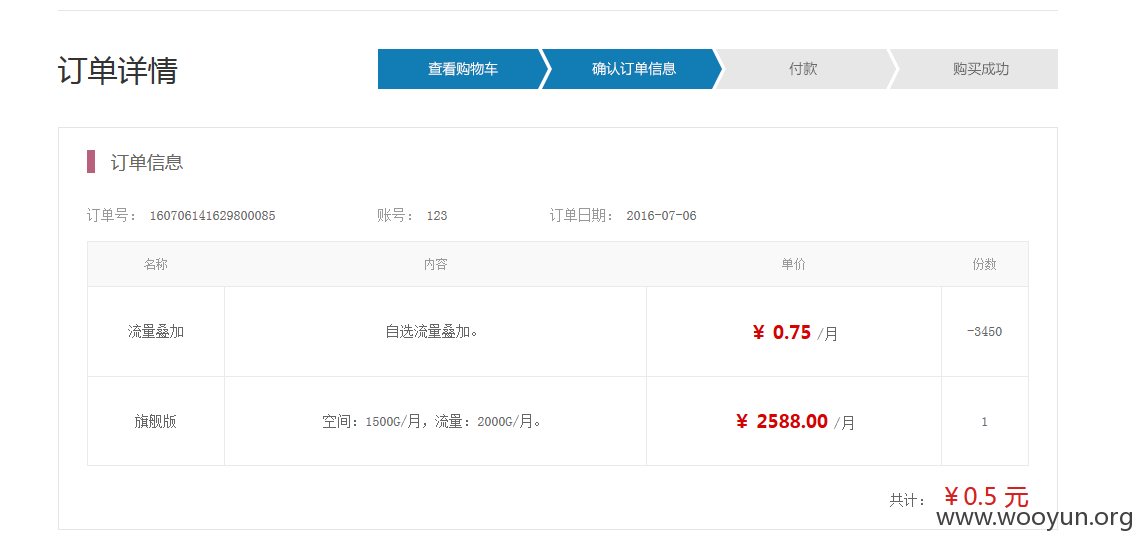 订单详情
查看购物车 确认订单信息 付款 购买成功
订单信息
订单号： 160706141629800085 账号： 123 订单日期： 2016-07-06
名称 内容 单价 份数
流量叠加 自选流量叠加。 ¥ 0.75 /月 -3450
旗舰版 空间：1500G/月，流量：2000G/月。 ¥ 2588.00 /月 1
共计： ¥0.5 元
www.wooyun.org